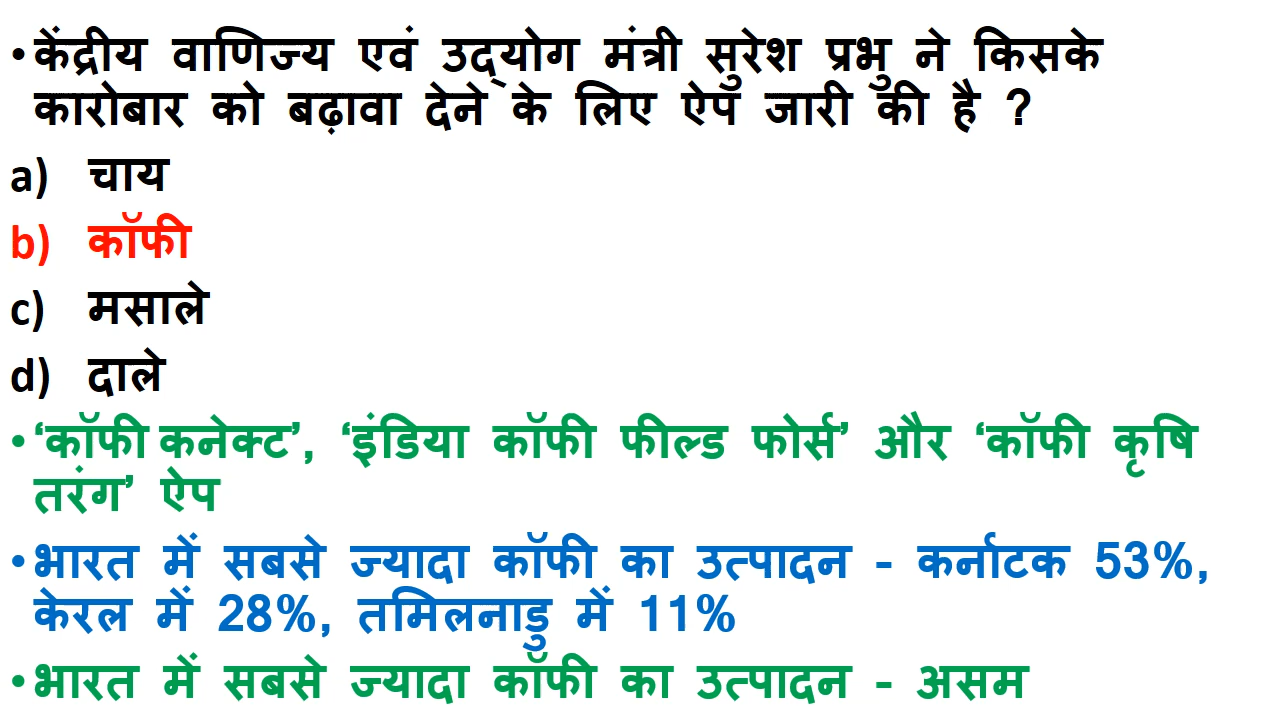 •केंद्रीय वाणिज्य एवं उद्योग मंत्री सुरेश प्रभु ने किसके
कारोबार को बढ़ावा देने के लिए ऐप जारी की है ?
a) चाय
b) कॉफी
c) मसाले
d) दाले
•‘कॉफी कनेक्ट’, ‘इंडिया कॉफी फील्ड फोर्स’ और ‘कॉफी कृषि
तरंग’ ऐप
•भारत में सबसे ज्यादा कॉफी का उत्पादन - कर्नाटक 53%,
केरल में 28%, तमिलनाडु में 11%
•भारत में सबसे ज्यादा कॉफी का उत्पादन - असम